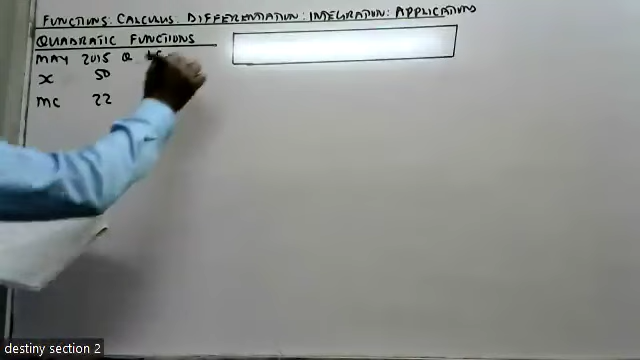 FUNCTIONS: CALCULUS: DIFFERENTIATION: INTEGRATION: APPLICATIONS
QUADRATIC FUNCTIONS
MAY 2015 Q
x 50
MC 22
destiny section 2